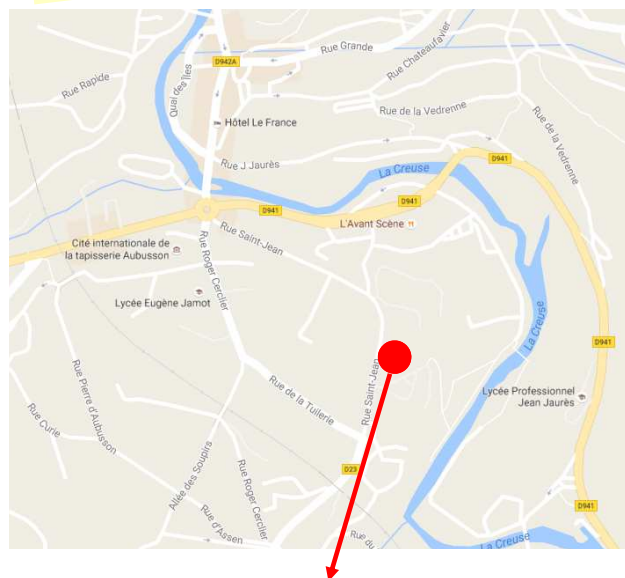 Rue Grande
Rue Chateaufavier
D942A
Rue Rapide
Quai des Îles
Hôtel Le France
Rue de la Vedrenne
Rue de la Vedrenne
Rue J Jaurès
La Creuse
D941
D941
D941
L'Avant Scène
Rue Saint-Jean
Cité internationale de
la tapisserie Aubusson
Rue Roger Cerclier
Lycée Eugène Jamot
La Creuse
D941
Rue Saint-Jean
Rue Pierre d'Aubusson
Rue de la Tuilerie
Lycée Professionnel
Jean Jaurès
Rue Curie
Allée des Soupirs
Rue Roger Cerclier
D23
Rue d'Assen
D941
Rue du
La Creuse